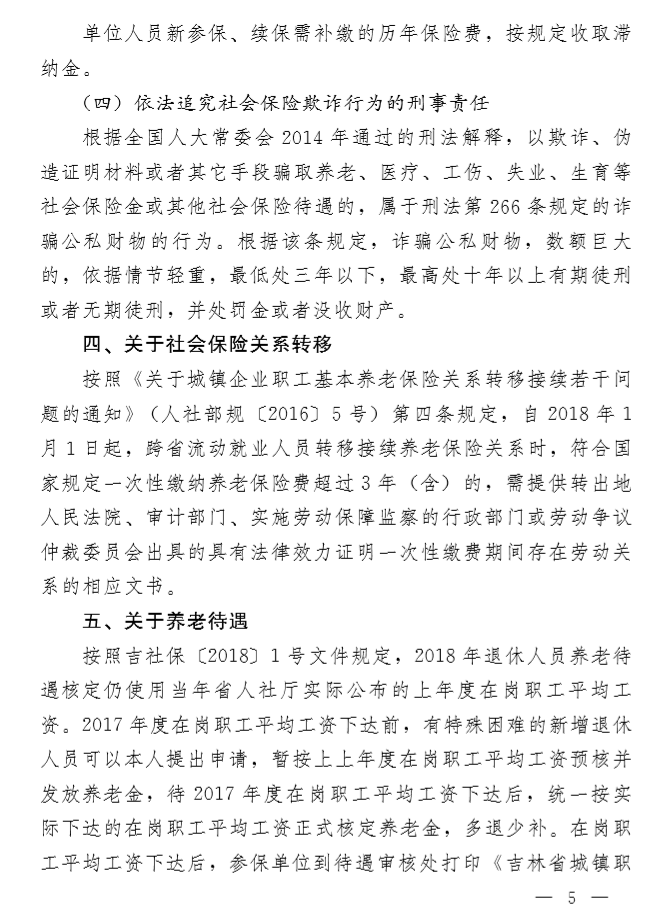 单位人员新参保、续保需补缴的历年保险费，按规定收取滞
纳金。
（四）依法追究社会保险欺诈行为的刑事责任
根据全国人大常委会 2014 年通过的刑法解释，以欺诈、伪
造证明材料或者其它手段骗取养老、医疗、工伤、失业、生育等
社会保险金或其他社会保险待遇的，属于刑法第 266 条规定的诈
骗公私财物的行为。根据该条规定，诈骗公私财物，数额巨大
的，依据情节轻重，最低处三年以下，最高处十年以上有期徒刑
或者无期徒刑，并处罚金或者没收财产。
四、关于社会保险关系转移
按照《关于城镇企业职工基本养老保险关系转移接续若干问
题的通知》（人社部规〔2016〕5 号）第四条规定，自 2018 年 1
月 1 日起，跨省流动就业人员转移接续养老保险关系时，符合国
家规定一次性缴纳养老保险费超过 3 年（含）的，需提供转出地
人民法院、审计部门、实施劳动保障监察的行政部门或劳动争议
仲裁委员会出具的具有法律效力证明一次性缴费期间存在劳动关
系的相应文书。
五、关于养老待遇
按照吉社保〔2018〕1 号文件规定，2018 年退休人员养老待
遇核定仍使用当年省人社厅实际公布的上年度在岗职工平均工
资。2017 年度在岗职工平均工资下达前，有特殊困难的新增退休
人员可以本人提出申请，暂按上上年度在岗职工平均工资预核并
发放养老金，待 2017 年度在岗职工平均工资下达后，统一按实
际下达的在岗职工平均工资正式核定养老金，多退少补。在岗职
工平均工资下达后，参保单位到待遇审核处打印《吉林省城镇职
— 5 —